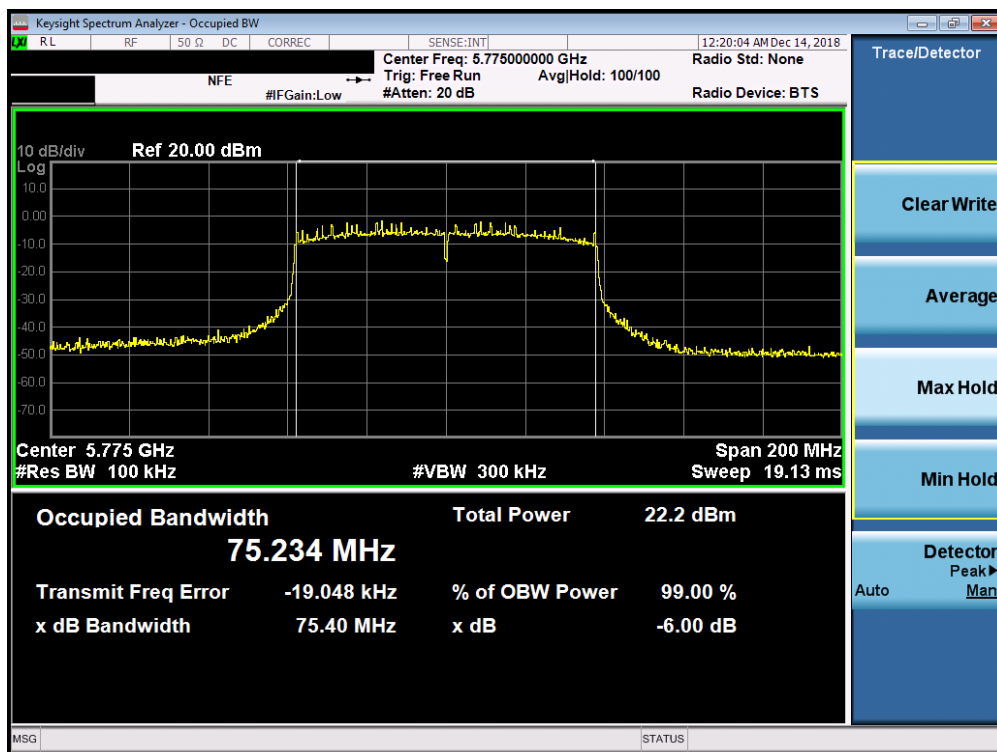 Keysight Spectrum Analyzer - Occupied BW
LXI RL RF 50 Ω DC CORREC SENSE:INT 12:20:04 AM Dec 14, 2018
Center Freq: 5.775000000 GHz Radio Std: None
NFE Trig: Free Run Avg|Hold: 100/100
#IFGain:Low #Atten: 20 dB Radio Device: BTS
10 dB/div Ref 20.00 dBm
Log
10.0
0.00
-10.0
-20.0
-30.0
-40.0
-50.0
-60.0
-70.0
Center 5.775 GHz Span 200 MHz
#Res BW 100 kHz #VBW 300 kHz Sweep 19.13 ms
Occupied Bandwidth Total Power 22.2 dBm
75.234 MHz
Transmit Freq Error -19.048 kHz % of OBW Power 99.00 %
x dB Bandwidth 75.40 MHz x dB -6.00 dB
Trace/Detector
Clear Write
Average
Max Hold
Min Hold
Detector
Peak▶
Auto Man
MSG STATUS